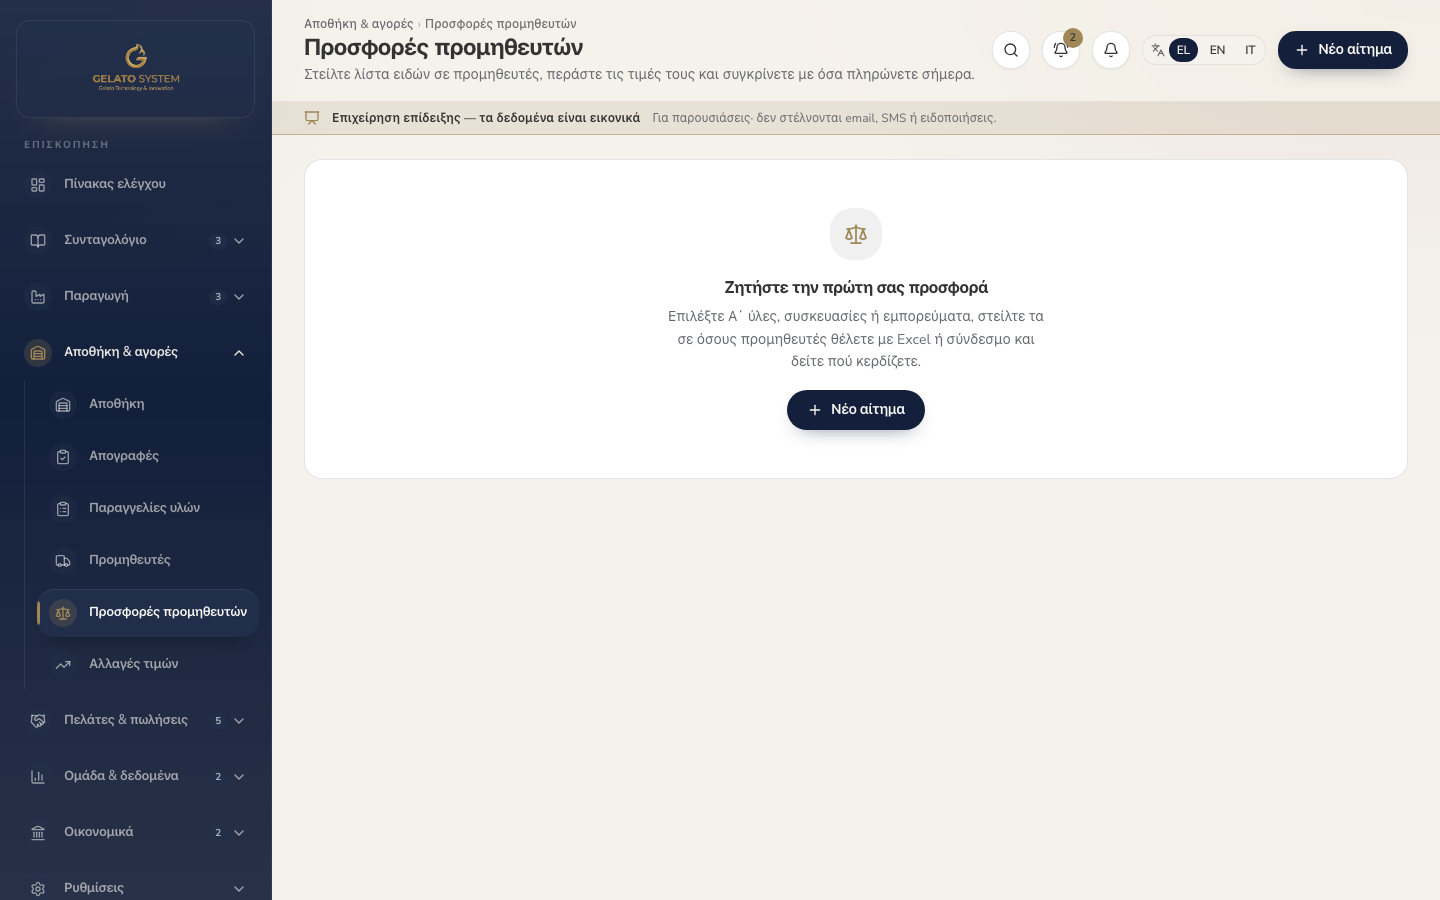 GELATO SYSTEM
Gelato Technology & Innovation
ΕΠΙΣΚΟΠΗΣΗ
Πίνακας ελέγχου
Συνταγολόγιο 3
Παραγωγή 3
Αποθήκη & αγορές
Αποθήκη
Απογραφές
Παραγγελίες υλών
Προμηθευτές
Προσφορές προμηθευτών
Αλλαγές τιμών
Πελάτες & πωλήσεις 5
Ομάδα & δεδομένα 2
Οικονομικά 2
Ρυθμίσεις
Αποθήκη & αγορές › Προσφορές προμηθευτών
Προσφορές προμηθευτών
Στείλτε λίστα ειδών σε προμηθευτές, περάστε τις τιμές τους και συγκρίνετε με όσα πληρώνετε σήμερα.
2
EL EN IT
Νέο αίτημα
Επιχείρηση επίδειξης — τα δεδομένα είναι εικονικά Για παρουσιάσεις· δεν στέλνονται email, SMS ή ειδοποιήσεις.
Ζητήστε την πρώτη σας προσφορά
Επιλέξτε Α΄ ύλες, συσκευασίες ή εμπορεύματα, στείλτε τα
σε όσους προμηθευτές θέλετε με Excel ή σύνδεσμο και
δείτε πού κερδίζετε.
Νέο αίτημα